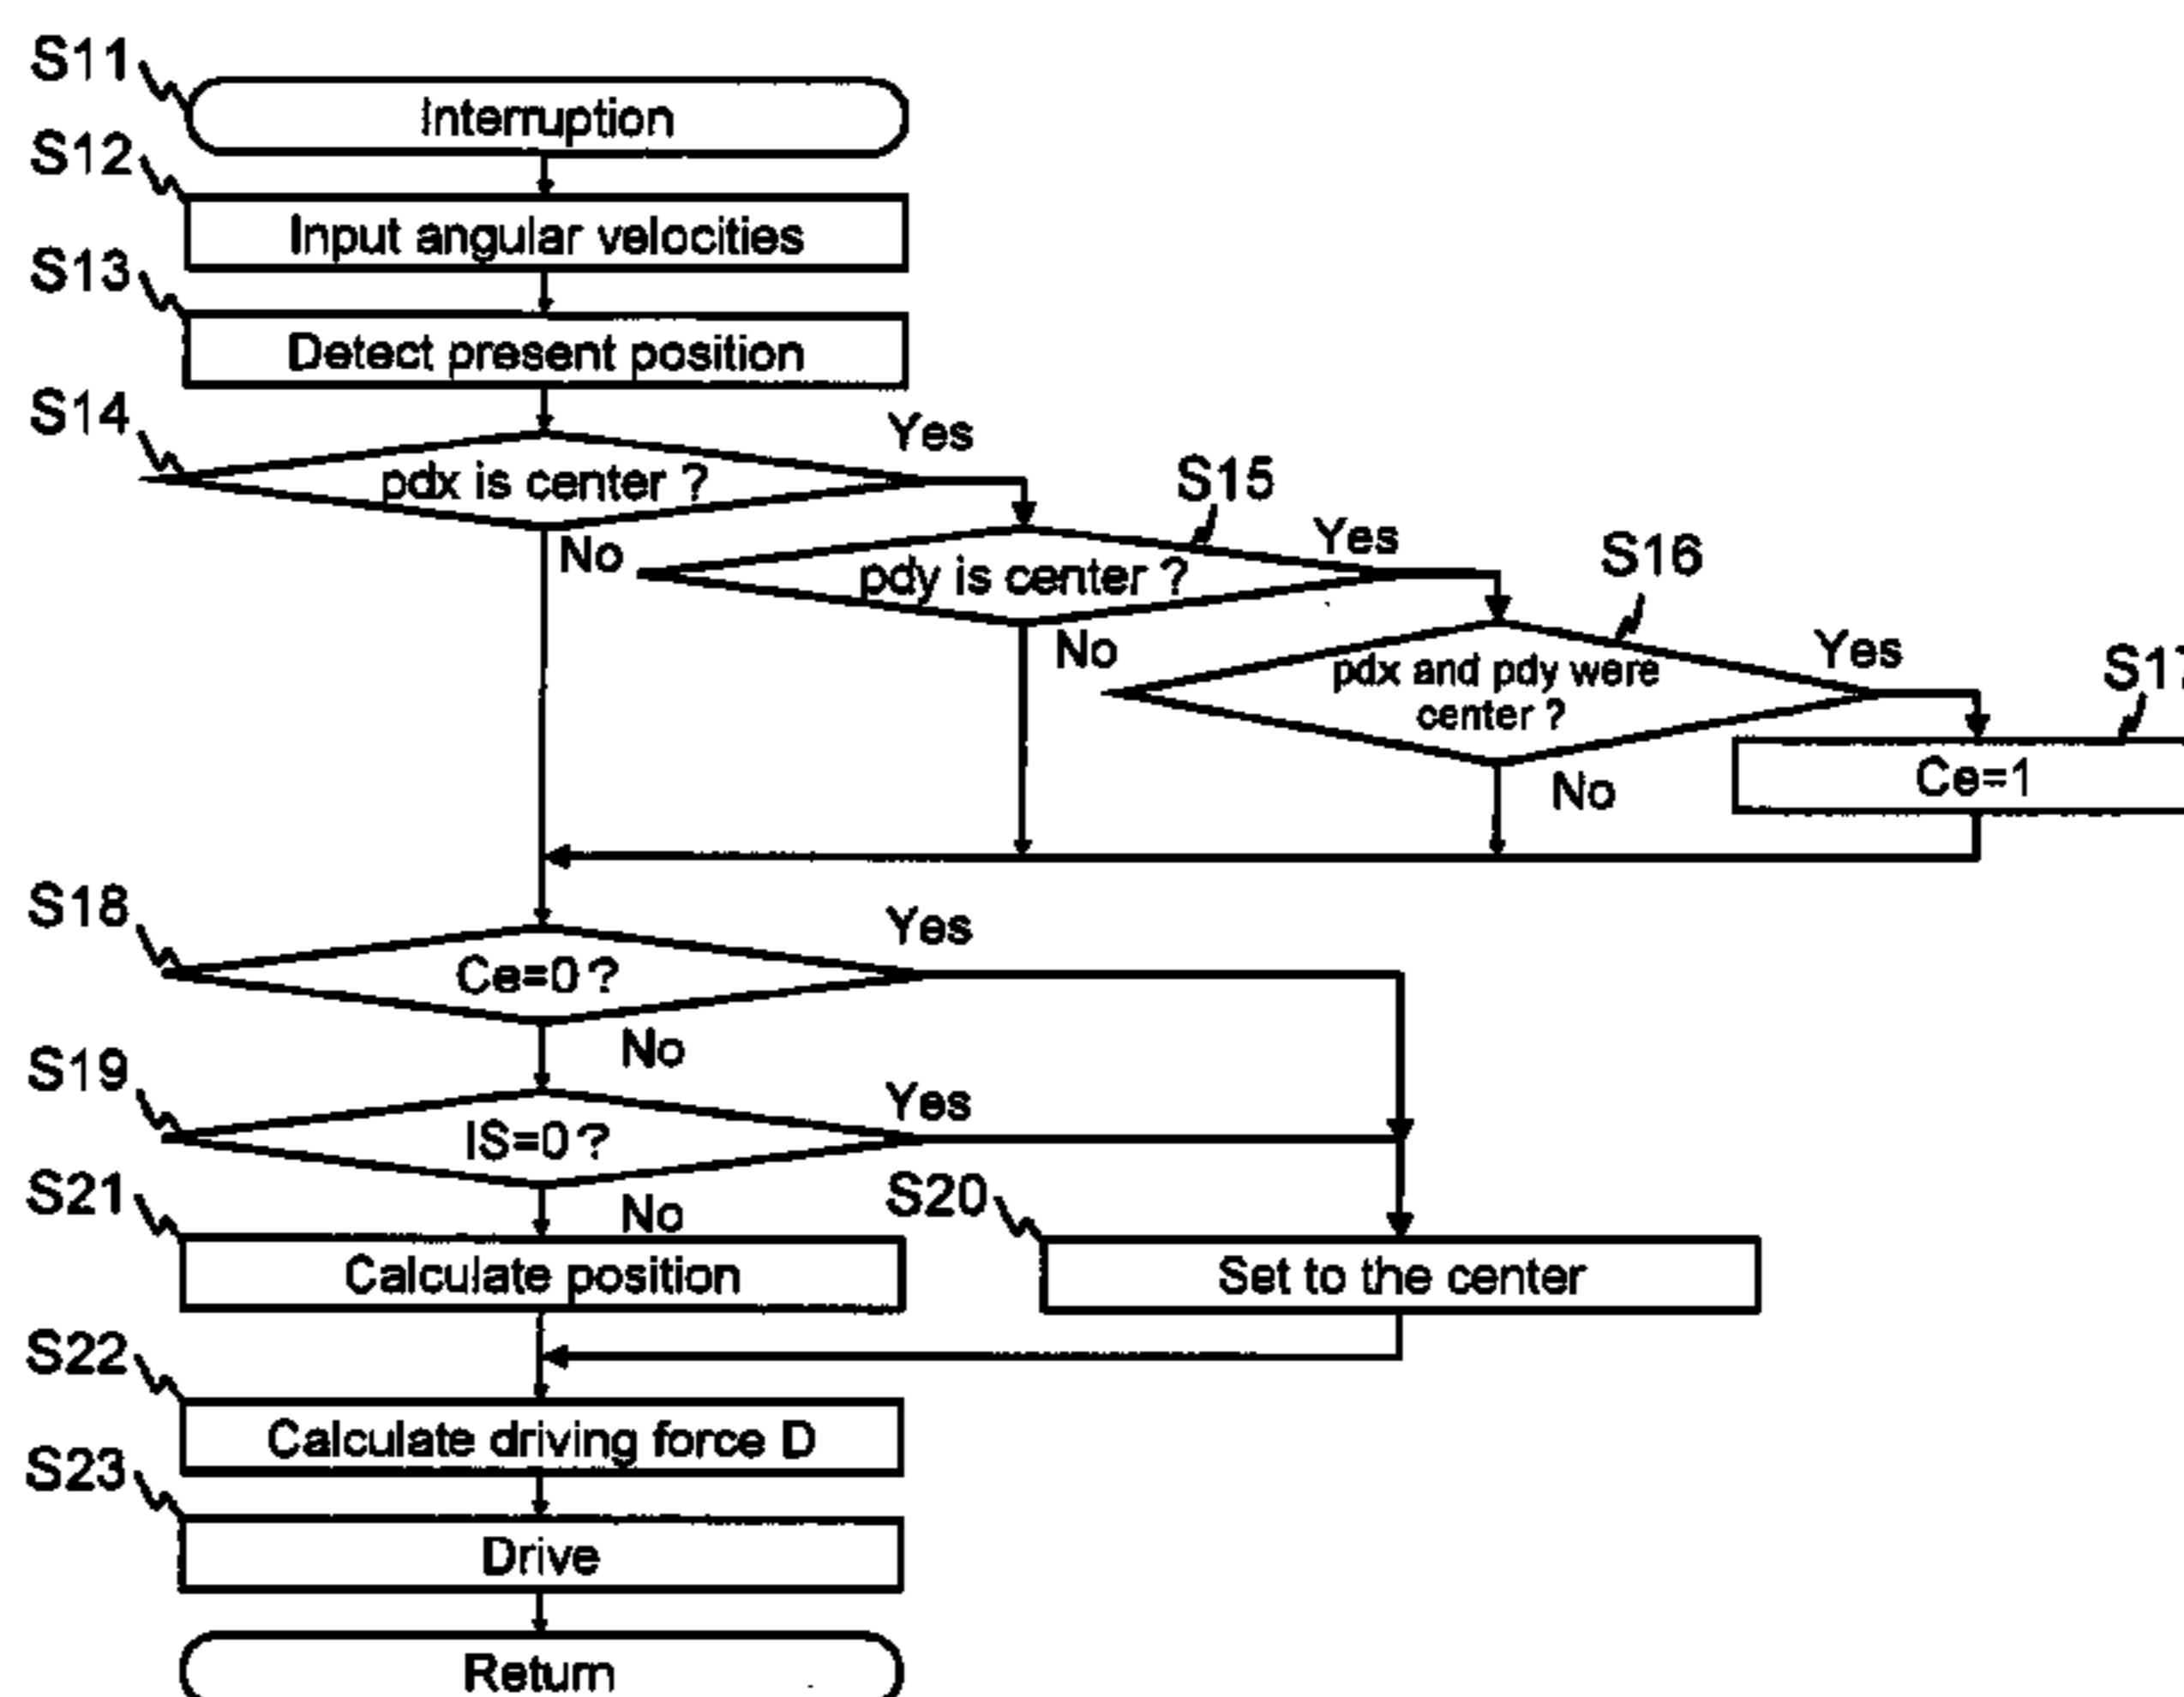 S11
Interruption
S12
Input angular velocities
S13
Detect present position
S14
pdx is center ?
Yes
No
S15
pdy is center ?
Yes
No
S16
pdx and pdy were
center ?
Yes
No
Ce=1
S18
Ce=0 ?
Yes
No
S19
IS=0 ?
Yes
No
S21
Calculate position
S20
Set to the center
S22
Calculate driving force D
S23
Drive
Return